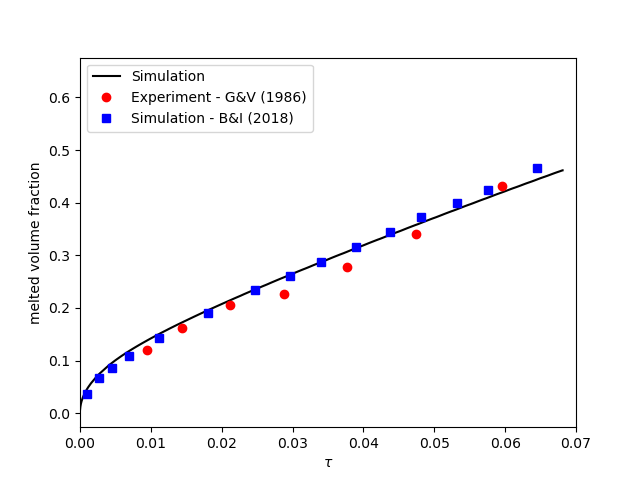 Simulation
Experiment - G&V (1986)
Simulation - B&I (2018)
0.6
0.5
0.4
0.3
0.2
0.1
0.0
melted volume fraction
0.00 0.01 0.02 0.03 0.04 0.05 0.06 0.07
τ